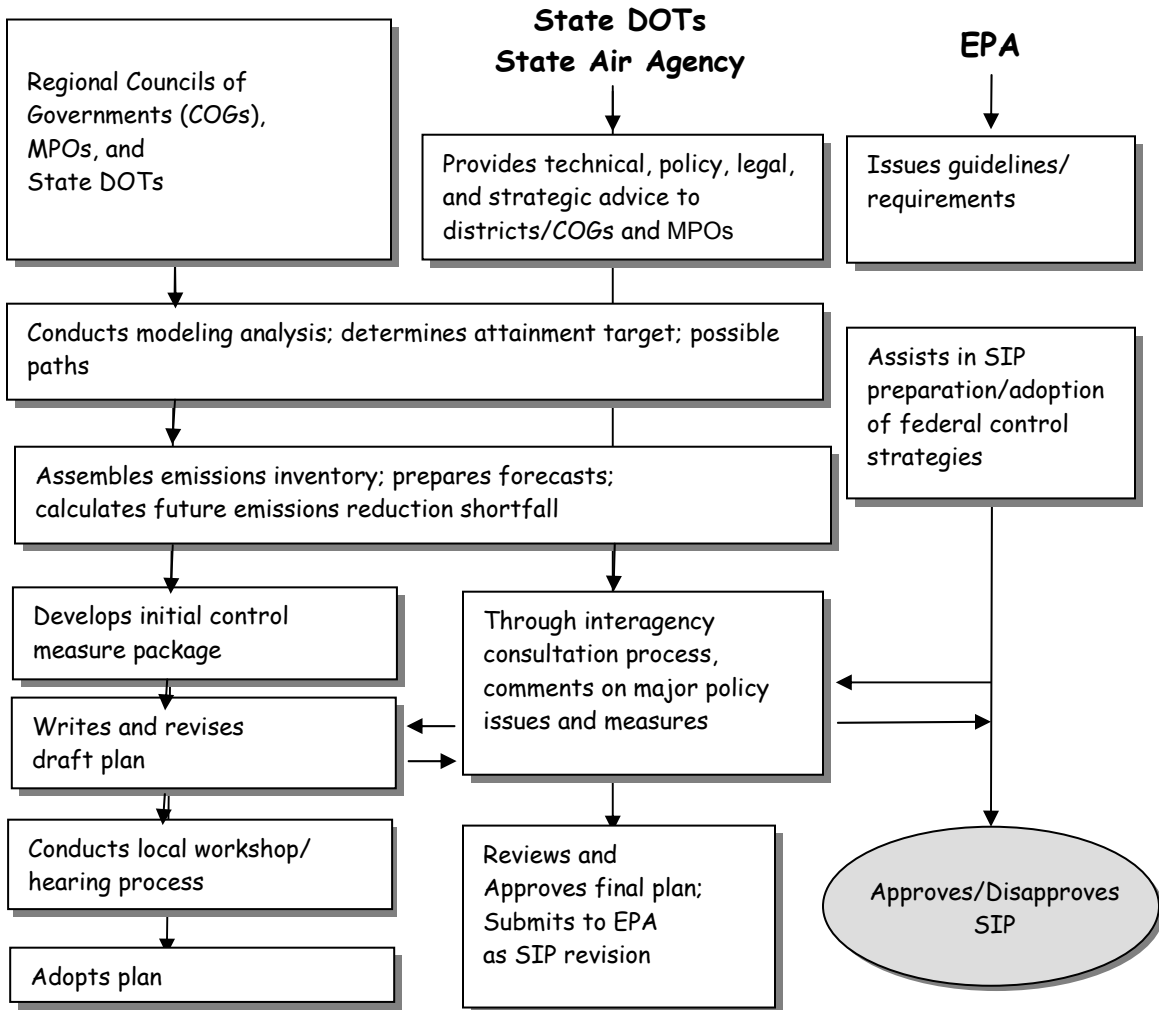 State DOTs
State Air Agency
EPA
Regional Councils of
Governments (COGs),
MPOs, and
State DOTs
Provides technical, policy, legal,
and strategic advice to
districts/COGs and MPOs
Issues guidelines/
requirements
Conducts modeling analysis; determines attainment target; possible
paths
Assists in SIP
preparation/adoption
of federal control
strategies
Assembles emissions inventory; prepares forecasts;
calculates future emissions reduction shortfall
Develops initial control
measure package
Through interagency
consultation process,
comments on major policy
issues and measures
Writes and revises
draft plan
Conducts local workshop/
hearing process
Reviews and
Approves final plan;
Submits to EPA
as SIP revision
Approves/Disapproves
SIP
Adopts plan